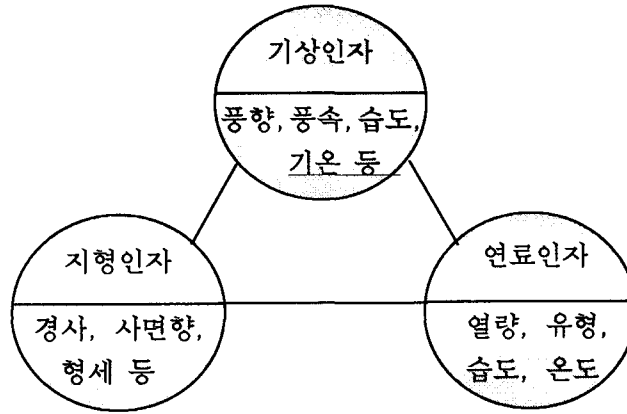 기상인자
풍향, 풍속, 습도,
기온 등
지형인자
경사, 사면향,
형세 등
연료인자
열량, 유형,
습도, 온도